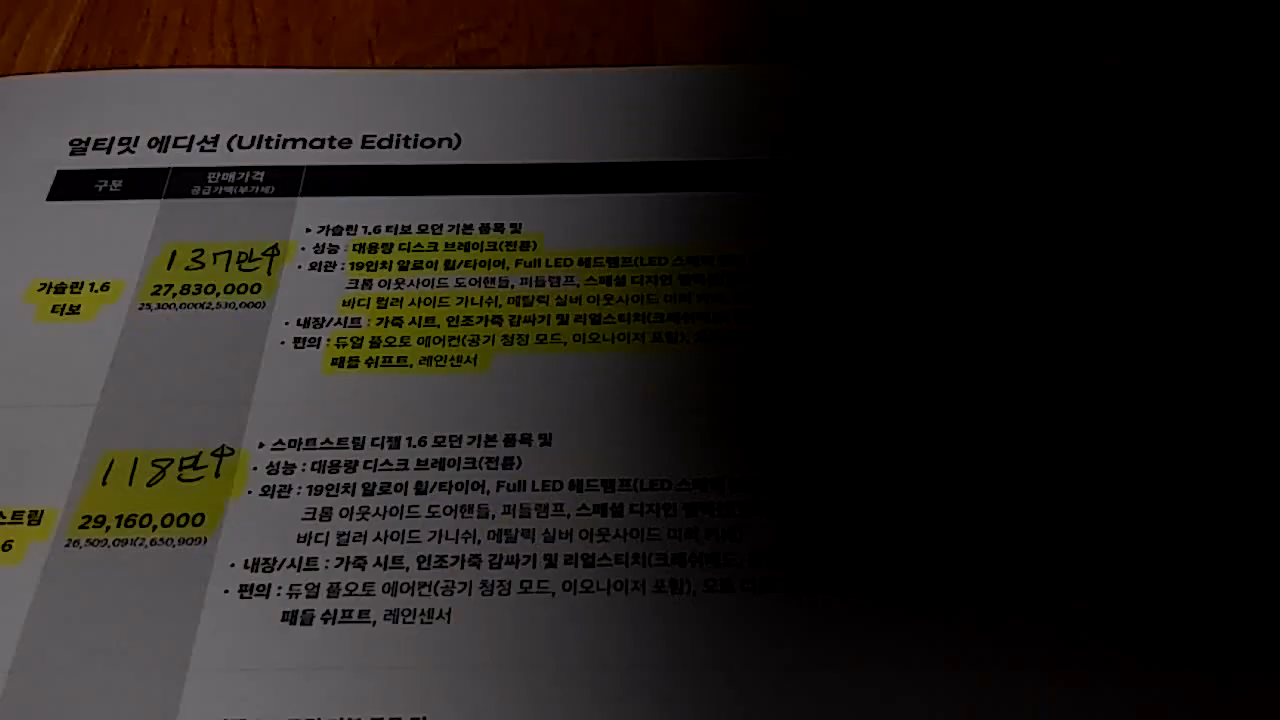 얼티밋 에디션 (Ultimate Edition)
구분
판매가격
공급가액(부가세)
137만↑
가솔린 1.6
터보
27,830,000
25,300,000(2,530,000)
▸ 가솔린 1.6 터보 모던 기본 품목 및
• 성능 : 대용량 디스크 브레이크(전륜)
• 외관 : 19인치 알로이 휠/타이어, Full LED 헤드램프(LED
크롬 아웃사이드 도어핸들, 퍼들램프, 스페셜 디자인
바디 컬러 사이드 가니쉬, 메탈릭 실버 아웃사이드 미러
• 내장/시트 : 가죽 시트, 인조가죽 감싸기 및 리얼스티치(크래쉬패드,
• 편의 : 듀얼 풀오토 에어컨(공기 청정 모드, 이오나이저 포함),
패들 쉬프트, 레인센서
118만↑
스트림
6
29,160,000
26,509,091(2,650,909)
▸ 스마트스트림 디젤 1.6 모던 기본 품목 및
• 성능 : 대용량 디스크 브레이크(전륜)
• 외관 : 19인치 알로이 휠/타이어, Full LED 헤드램프(LED
크롬 아웃사이드 도어핸들, 퍼들램프, 스페셜 디자인
바디 컬러 사이드 가니쉬, 메탈릭 실버 아웃사이드 미러
• 내장/시트 : 가죽 시트, 인조가죽 감싸기 및 리얼스티치(크래쉬패드,
• 편의 : 듀얼 풀오토 에어컨(공기 청정 모드, 이오나이저 포함),
패들 쉬프트, 레인센서